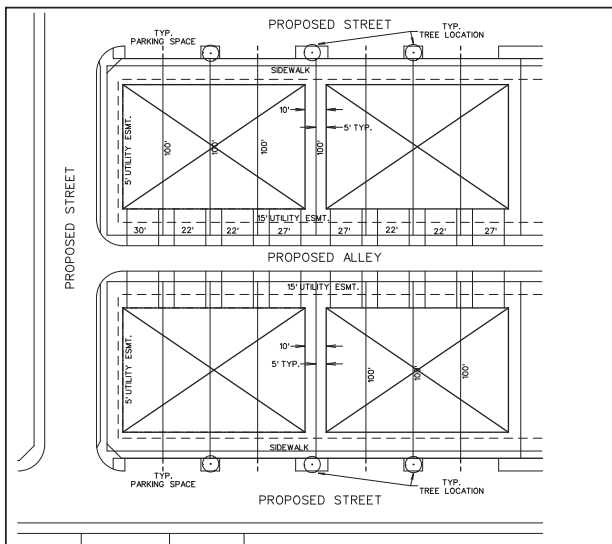 PROPOSED STREET
TYP.
PARKING SPACE
TYP.
TREE LOCATION
SIDEWALK
10'
5' TYP.
5' UTILITY ESMT.
100'
100'
100'
100'
PROPOSED STREET
15' UTILITY ESMT.
30'
22'
22'
27'
27'
22'
22'
27'
PROPOSED ALLEY
15' UTILITY ESMT.
10'
5' TYP.
5' UTILITY ESMT.
100'
100'
100'
SIDEWALK
TYP.
PARKING SPACE
TYP.
TREE LOCATION
PROPOSED STREET